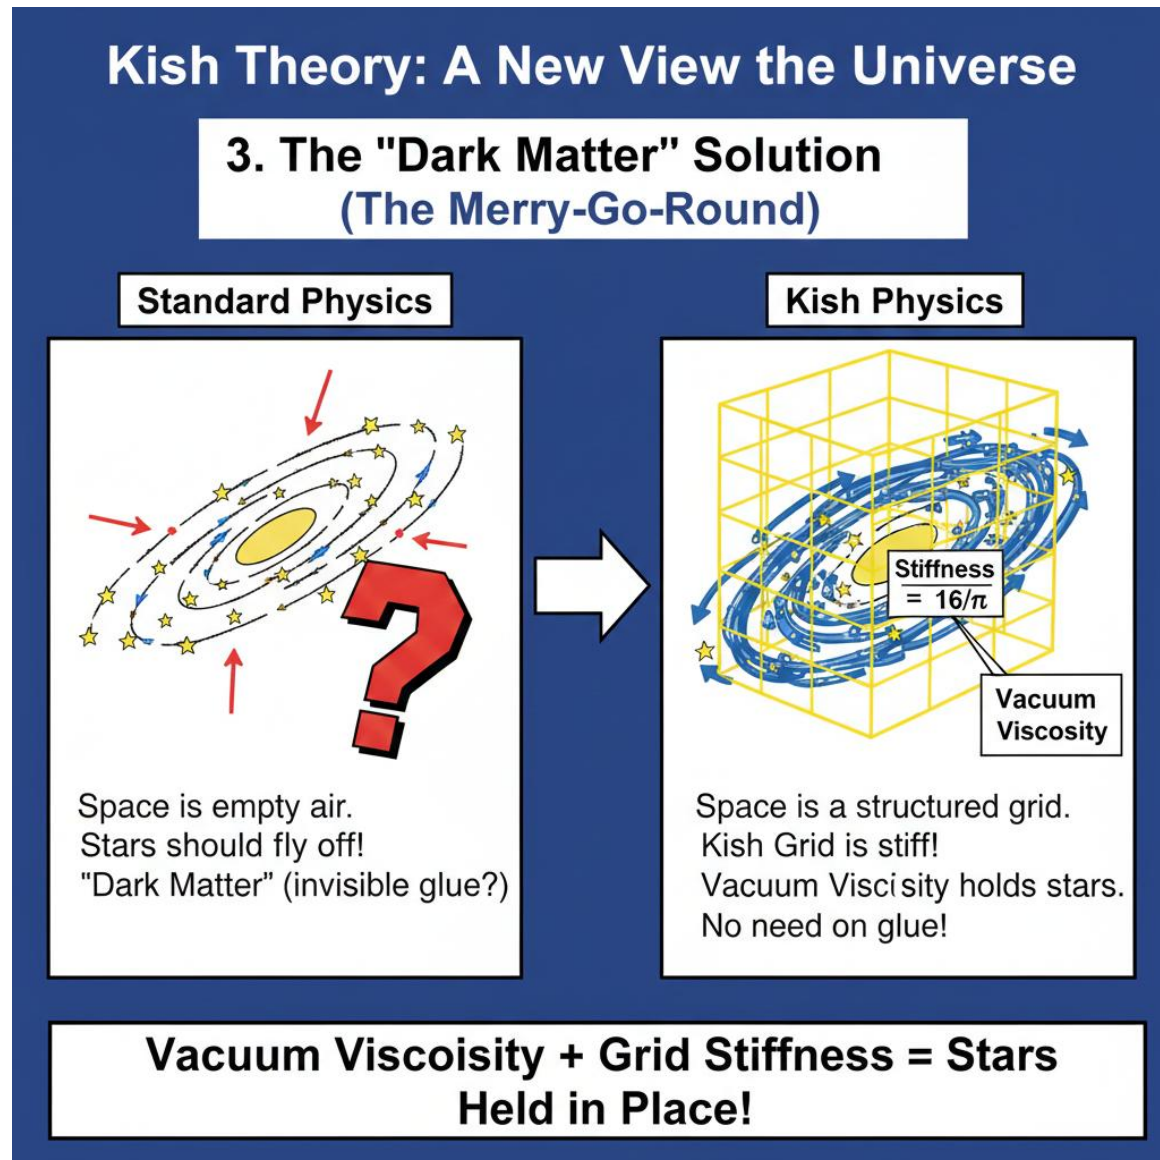 Kish Theory: A New View the Universe
3. The "Dark Matter” Solution
(The Merry-Go-Round)
Standard Physics
Space is empty air.
Stars should fly off!
"Dark Matter” (invisible glue?)
Kish Physics
Stiffness
= 16/π
Vacuum
Viscosity
Space is a structured grid.
Kish Grid is stiff!
Vacuum Viscisity holds stars.
No need on glue!
Vacuum Viscoisity + Grid Stiffness = Stars
Held in Place!